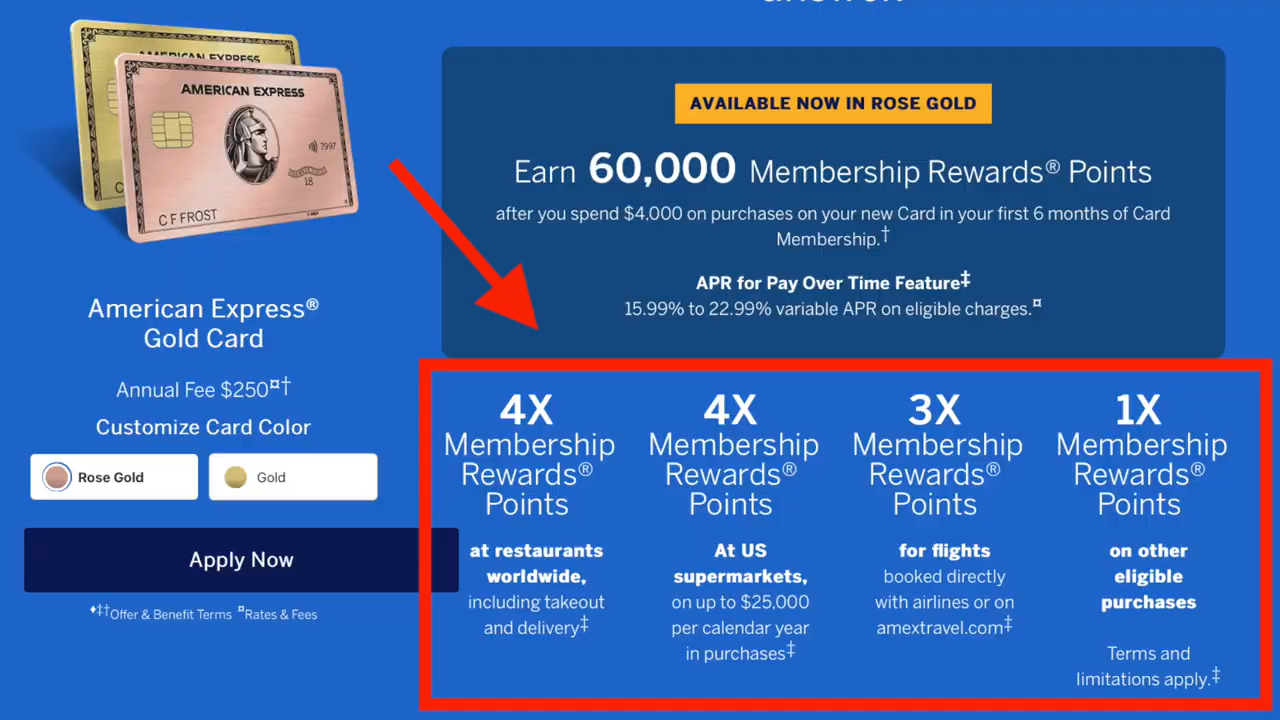 AMERICAN EXPRESS
AMERICAN EXPRESS
7997
18
C F FROST
C
American Express®
Gold Card
Annual Fee $250¤†
Customize Card Color
Rose Gold
Gold
Apply Now
♦‡†Offer & Benefit Terms ¤Rates & Fees
AVAILABLE NOW IN ROSE GOLD
Earn 60,000 Membership Rewards® Points
after you spend $4,000 on purchases on your new Card in your first 6 months of Card
Membership.†
APR for Pay Over Time Feature‡
15.99% to 22.99% variable APR on eligible charges.¤
4X
Membership
Rewards®
Points
at restaurants
worldwide,
including takeout
and delivery‡
4X
Membership
Rewards®
Points
At US
supermarkets,
on up to $25,000
per calendar year
in purchases‡
3X
Membership
Rewards®
Points
for flights
booked directly
with airlines or on
amextravel.com‡
1X
Membership
Rewards®
Points
on other
eligible
purchases
Terms and
limitations apply.‡